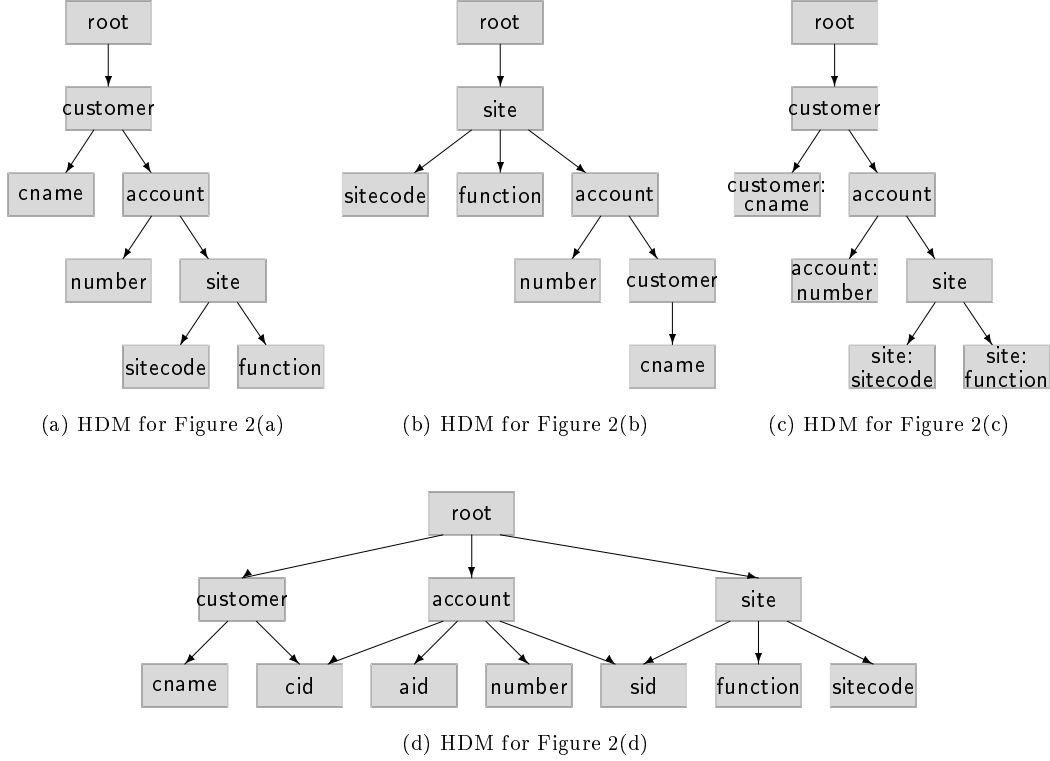 root
customer
cname
account
number
site
sitecode
function
(a) HDM for Figure 2(a)
root
site
sitecode
function
account
number
customer
cname
(b) HDM for Figure 2(b)
root
customer
customer:
cname
account
account:
number
site
site:
sitecode
site:
function
(c) HDM for Figure 2(c)
root
customer
account
site
cname
cid
aid
number
sid
function
sitecode
(d) HDM for Figure 2(d)